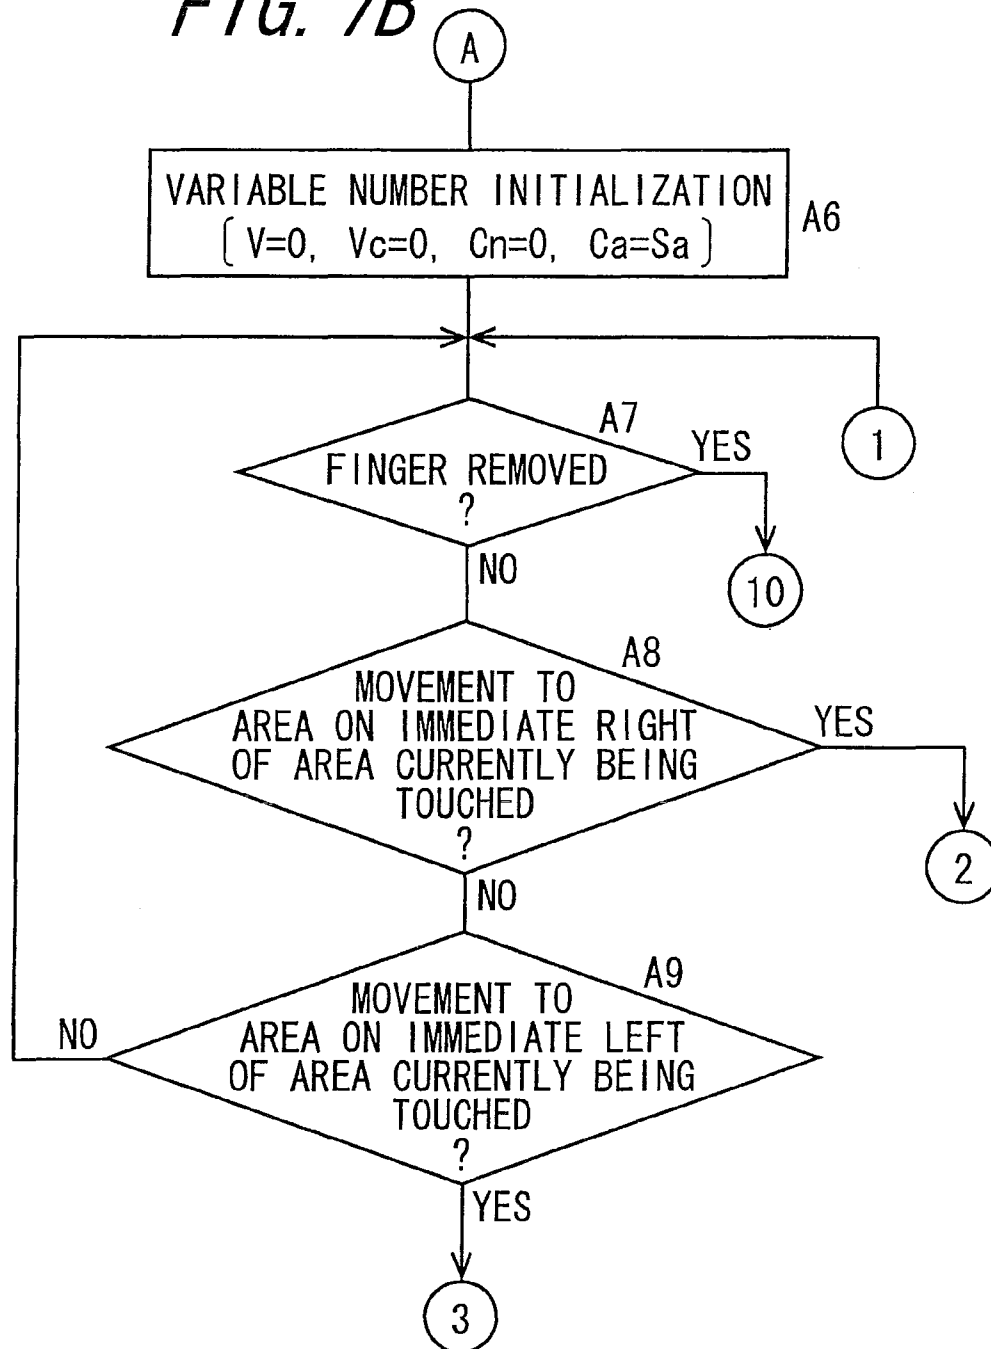 FIG. 7B
A
VARIABLE NUMBER INITIALIZATION
[ V=0, Vc=0, Cn=0, Ca=Sa ]
A6
A7
FINGER REMOVED
?
YES
1
NO
10
A8
MOVEMENT TO
AREA ON IMMEDIATE RIGHT
OF AREA CURRENTLY BEING
TOUCHED
?
YES
2
NO
A9
MOVEMENT TO
AREA ON IMMEDIATE LEFT
OF AREA CURRENTLY BEING
TOUCHED
?
NO
YES
3